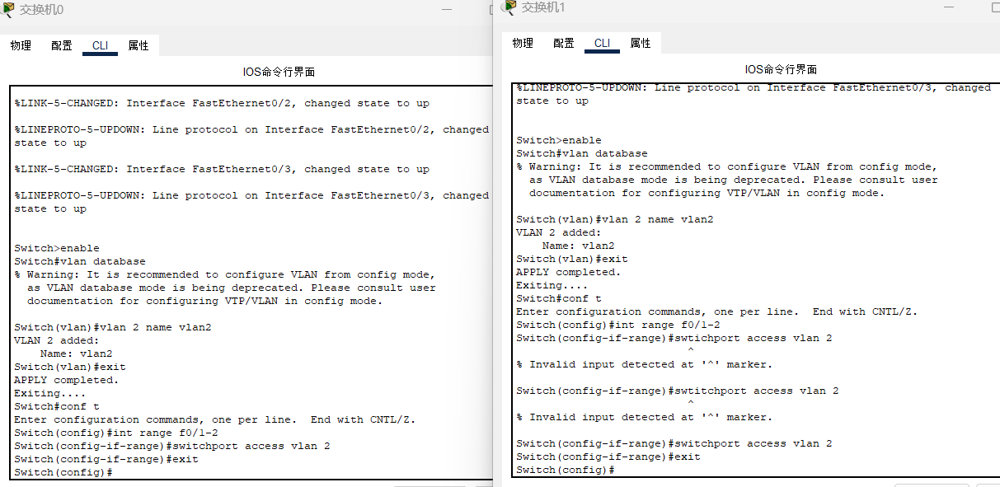 交换机0
物理 配置 CLI 属性
IOS命令行界面
%LINK-5-CHANGED: Interface FastEthernet0/2, changed state to up
%LINEPROTO-5-UPDOWN: Line protocol on Interface FastEthernet0/2, changed
state to up
%LINK-5-CHANGED: Interface FastEthernet0/3, changed state to up
%LINEPROTO-5-UPDOWN: Line protocol on Interface FastEthernet0/3, changed
state to up
Switch>enable
Switch#vlan database
% Warning: It is recommended to configure VLAN from config mode,
as VLAN database mode is being deprecated. Please consult user
documentation for configuring VTP/VLAN in config mode.
Switch(vlan)#vlan 2 name vlan2
VLAN 2 added:
Name: vlan2
Switch(vlan)#exit
APPLY completed.
Exiting....
Switch#conf t
Enter configuration commands, one per line.  End with CNTL/Z.
Switch(config)#int range f0/1-2
Switch(config-if-range)#switchport access vlan 2
Switch(config-if-range)#exit
Switch(config)#
交换机1
物理 配置 CLI 属性
IOS命令行界面
%LINEPROTO-5-UPDOWN: Line protocol on Interface FastEthernet0/3, changed
state to up
Switch>enable
Switch#vlan database
% Warning: It is recommended to configure VLAN from config mode,
as VLAN database mode is being deprecated. Please consult user
documentation for configuring VTP/VLAN in config mode.
Switch(vlan)#vlan 2 name vlan2
VLAN 2 added:
Name: vlan2
Switch(vlan)#exit
APPLY completed.
Exiting....
Switch#conf t
Enter configuration commands, one per line.  End with CNTL/Z.
Switch(config)#int range f0/1-2
Switch(config-if-range)#swtichport access vlan 2
^
% Invalid input detected at '^' marker.
Switch(config-if-range)#swtitchport access vlan 2
^
% Invalid input detected at '^' marker.
Switch(config-if-range)#switchport access vlan 2
Switch(config-if-range)#exit
Switch(config)#